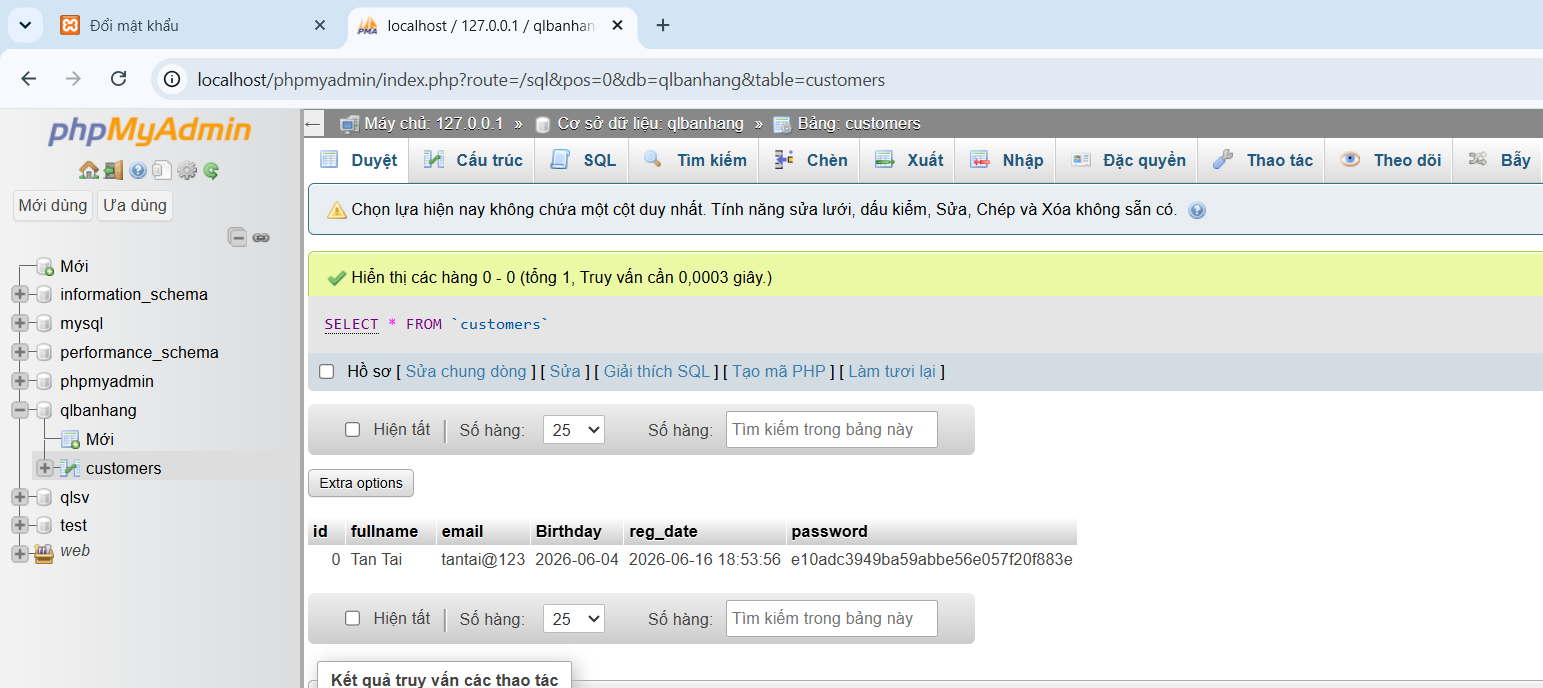 Đổi mật khẩu
localhost / 127.0.0.1 / qlbanhan
localhost/phpmyadmin/index.php?route=/sql&pos=0&db=qlbanhang&table=customers
phpMyAdmin
Mới dùng Ưa dùng
Mới
information_schema
mysql
performance_schema
phpmyadmin
qlbanhang
Mới
customers
qlsv
test
web
Máy chủ: 127.0.0.1 » Cơ sở dữ liệu: qlbanhang » Bảng: customers
Duyệt Cấu trúc SQL Tìm kiếm Chèn Xuất Nhập Đặc quyền Thao tác Theo dõi Bẫy
Chọn lựa hiện nay không chứa một cột duy nhất. Tính năng sửa lưới, dấu kiểm, Sửa, Chép và Xóa không sẵn có.
Hiển thị các hàng 0 - 0 (tổng 1, Truy vấn cần 0,0003 giây.)
SELECT * FROM `customers`
Hồ sơ [ Sửa chung dòng ] [ Sửa ] [ Giải thích SQL ] [ Tạo mã PHP ] [ Làm tươi lại ]
Hiện tất Số hàng: 25 Số hàng: Tìm kiếm trong bảng này
Extra options
id fullname email Birthday reg_date password
0 Tan Tai tantai@123 2026-06-04 2026-06-16 18:53:56 e10adc3949ba59abbe56e057f20f883e
Hiện tất Số hàng: 25 Số hàng: Tìm kiếm trong bảng này
Kết quả truy vấn các thao tác